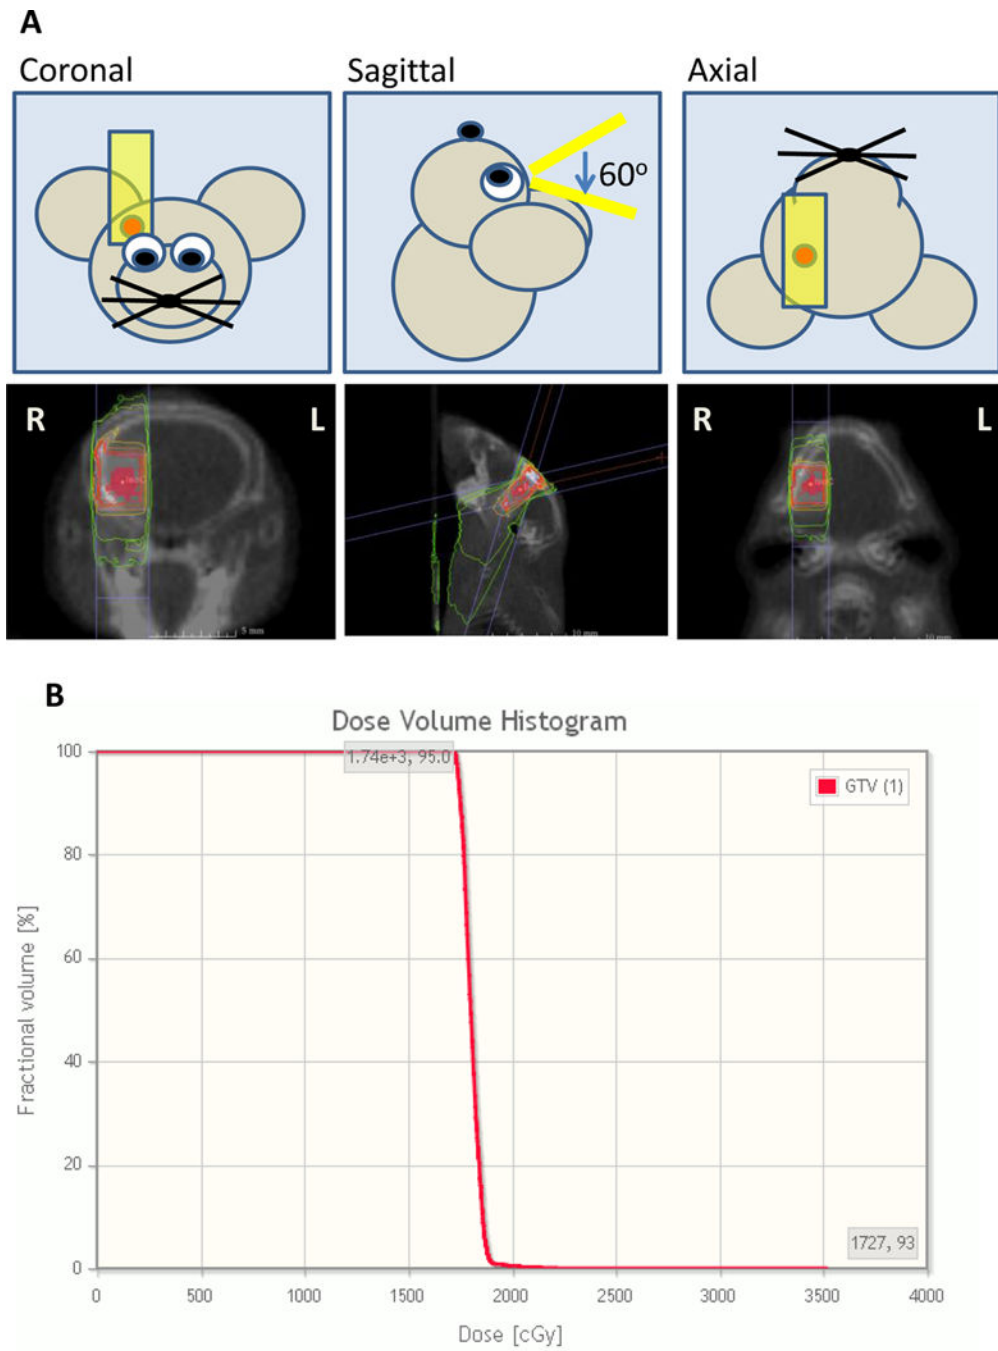 A
Coronal
Sagittal
Axial
60º
R
L
5 mm
10 mm
R
L
10 mm
B
Dose Volume Histogram
100
1.74e+3, 95.0
GTV (1)
80
60
40
20
1727, 93
0
0
500
1000
1500
2000
2500
3000
3500
4000
Fractional volume [%]
Dose [cGy]